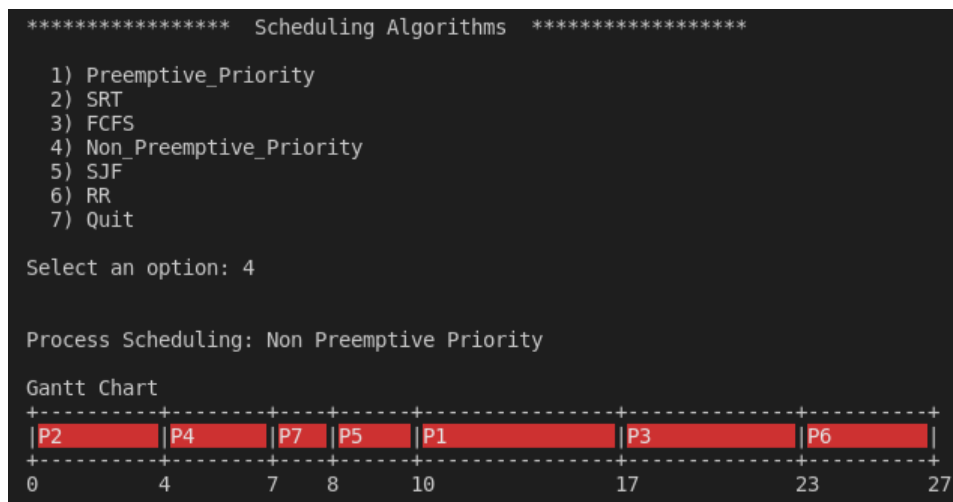 *****************  Scheduling Algorithms  ******************
1) Preemptive_Priority
2) SRT
3) FCFS
4) Non_Preemptive_Priority
5) SJF
6) RR
7) Quit
Select an option: 4
Process Scheduling: Non Preemptive Priority
Gantt Chart
+----------+--------+----+------+----------------+--------------+----------+
|P2        |P4      |P7  |P5    |P1              |P3            |P6        |
+----------+--------+----+------+----------------+--------------+----------+
0          4        7    8      10               17             23         27